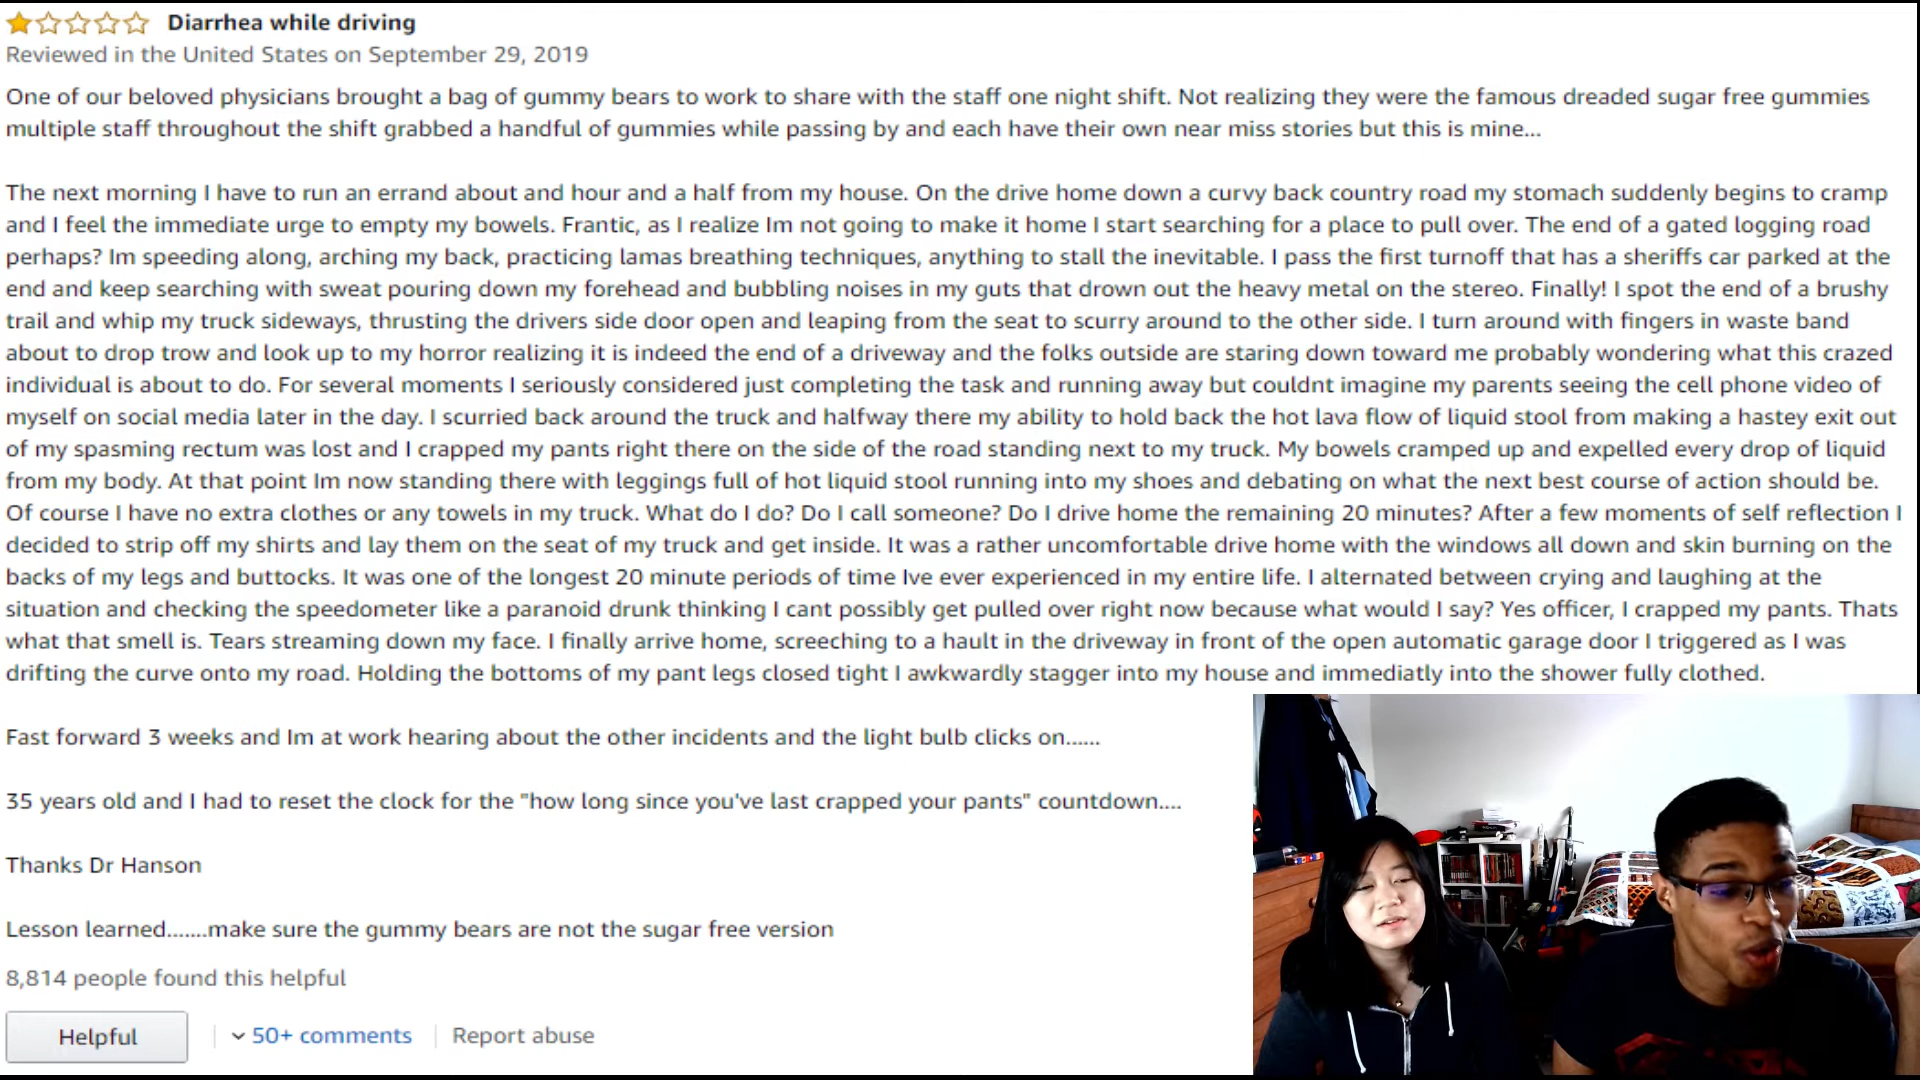 Diarrhea while driving
Reviewed in the United States on September 29, 2019
One of our beloved physicians brought a bag of gummy bears to work to share with the staff one night shift. Not realizing they were the famous dreaded sugar free gummies
multiple staff throughout the shift grabbed a handful of gummies while passing by and each have their own near miss stories but this is mine...
The next morning I have to run an errand about and hour and a half from my house. On the drive home down a curvy back country road my stomach suddenly begins to cramp
and I feel the immediate urge to empty my bowels. Frantic, as I realize Im not going to make it home I start searching for a place to pull over. The end of a gated logging road
perhaps? Im speeding along, arching my back, practicing lamas breathing techniques, anything to stall the inevitable. I pass the first turnoff that has a sheriffs car parked at the
end and keep searching with sweat pouring down my forehead and bubbling noises in my guts that drown out the heavy metal on the stereo. Finally! I spot the end of a brushy
trail and whip my truck sideways, thrusting the drivers side door open and leaping from the seat to scurry around to the other side. I turn around with fingers in waste band
about to drop trow and look up to my horror realizing it is indeed the end of a driveway and the folks outside are staring down toward me probably wondering what this crazed
individual is about to do. For several moments I seriously considered just completing the task and running away but couldnt imagine my parents seeing the cell phone video of
myself on social media later in the day. I scurried back around the truck and halfway there my ability to hold back the hot lava flow of liquid stool from making a hastey exit out
of my spasming rectum was lost and I crapped my pants right there on the side of the road standing next to my truck. My bowels cramped up and expelled every drop of liquid
from my body. At that point Im now standing there with leggings full of hot liquid stool running into my shoes and debating on what the next best course of action should be.
Of course I have no extra clothes or any towels in my truck. What do I do? Do I call someone? Do I drive home the remaining 20 minutes? After a few moments of self reflection I
decided to strip off my shirts and lay them on the seat of my truck and get inside. It was a rather uncomfortable drive home with the windows all down and skin burning on the
backs of my legs and buttocks. It was one of the longest 20 minute periods of time Ive ever experienced in my entire life. I alternated between crying and laughing at the
situation and checking the speedometer like a paranoid drunk thinking I cant possibly get pulled over right now because what would I say? Yes officer, I crapped my pants. Thats
what that smell is. Tears streaming down my face. I finally arrive home, screeching to a hault in the driveway in front of the open automatic garage door I triggered as I was
drifting the curve onto my road. Holding the bottoms of my pant legs closed tight I awkwardly stagger into my house and immediatly into the shower fully clothed.
Fast forward 3 weeks and Im at work hearing about the other incidents and the light bulb clicks on......
35 years old and I had to reset the clock for the "how long since you've last crapped your pants" countdown....
Thanks Dr Hanson
Lesson learned.......make sure the gummy bears are not the sugar free version
8,814 people found this helpful
Helpful
50+ comments
Report abuse